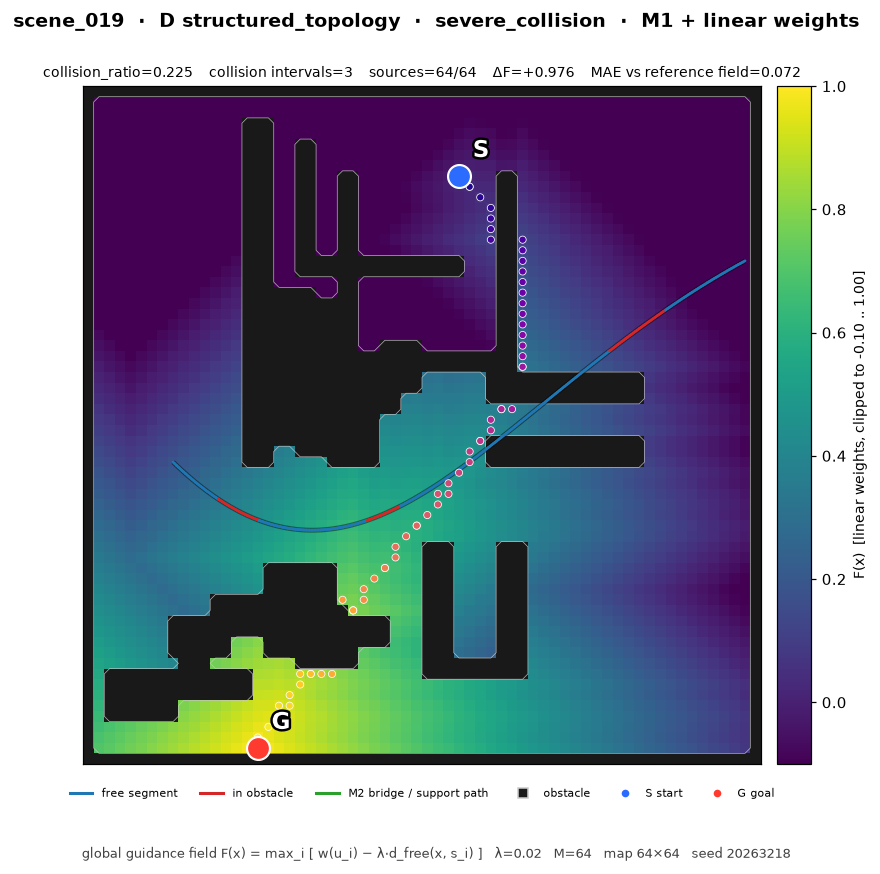 scene_019 · D structured_topology · severe_collision · M1 + linear weights
collision_ratio=0.225 collision intervals=3 sources=64/64 ΔF=+0.976 MAE vs reference field=0.072
S
G
1.0
0.8
0.6
0.4
0.2
0.0
F(x) [linear weights, clipped to -0.10 .. 1.00]
free segment
in obstacle
M2 bridge / support path
obstacle
S start
G goal
global guidance field F(x) = max_i [ w(u_i) − λ·d_free(x, s_i) ] λ=0.02 M=64 map 64×64 seed 20263218